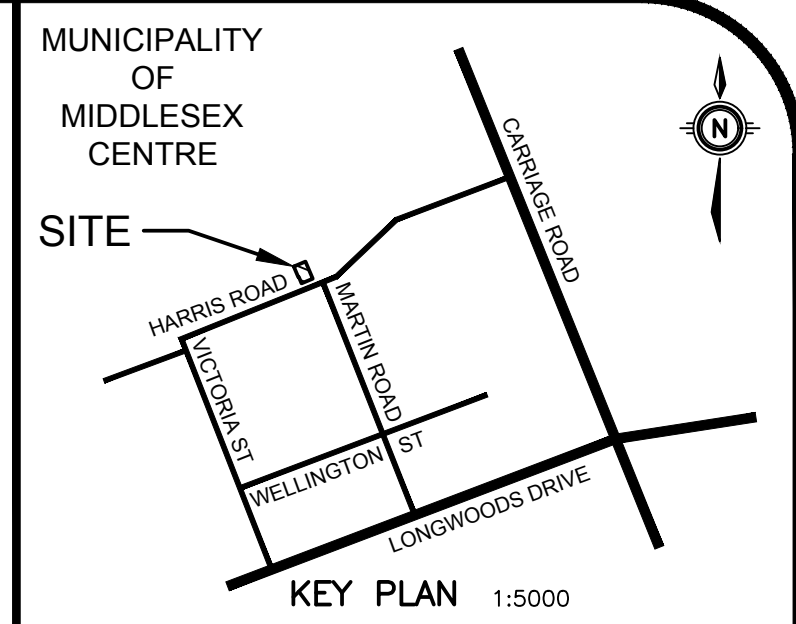 MUNICIPALITY
OF
MIDDLESEX
CENTRE
N
CARRIAGE ROAD
SITE
HARRIS ROAD
MARTIN ROAD
VICTORIA ST
WELLINGTON ST
LONGWOODS DRIVE
KEY PLAN 1:5000